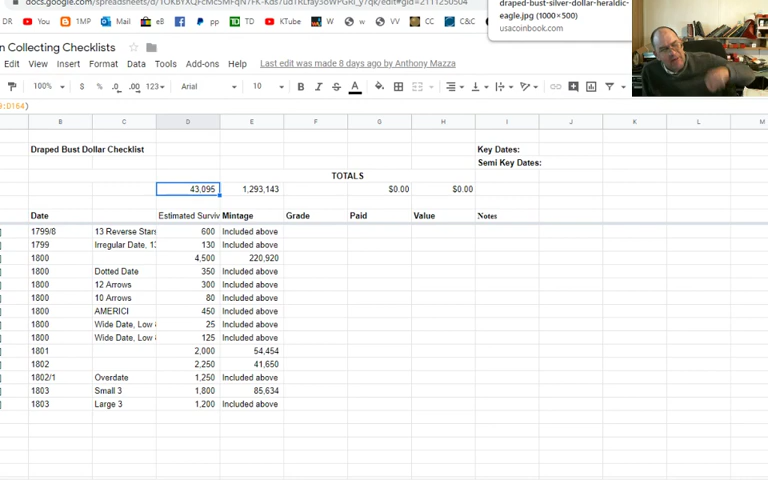 docs.google.com/spreadsheets/d/
draped-bust-silver-dollar-heraldic-
eagle.jpg (1000×500)
usacoinbook.com
DR You 1MP Mail eB F PP TD KTube WM w VV CC C&C
n Collecting Checklists
it View Insert Format Data Tools Add-ons Help Last edit was made 8 days ago by Anthony Mazza
100% $ % .0 .00 123 Arial 10 B I S A
:D164)
B C D E F G H I J K L M
Draped Bust Dollar Checklist Key Dates:
Semi Key Dates:
TOTALS
43,095 1,293,143 $0.00 $0.00
Date Estimated Surviv Mintage Grade Paid Value Notes
1799/8 13 Reverse Stars 600 Included above
1799 Irregular Date, 13 130 Included above
1800 4,500 220,920
1800 Dotted Date 350 Included above
1800 12 Arrows 300 Included above
1800 10 Arrows 80 Included above
1800 AMERICI 450 Included above
1800 Wide Date, Low 25 Included above
1800 Wide Date, Low 125 Included above
1801 2,000 54,454
1802 2,250 41,650
1802/1 Overdate 1,250 Included above
1803 Small 3 1,800 85,634
1803 Large 3 1,200 Included above